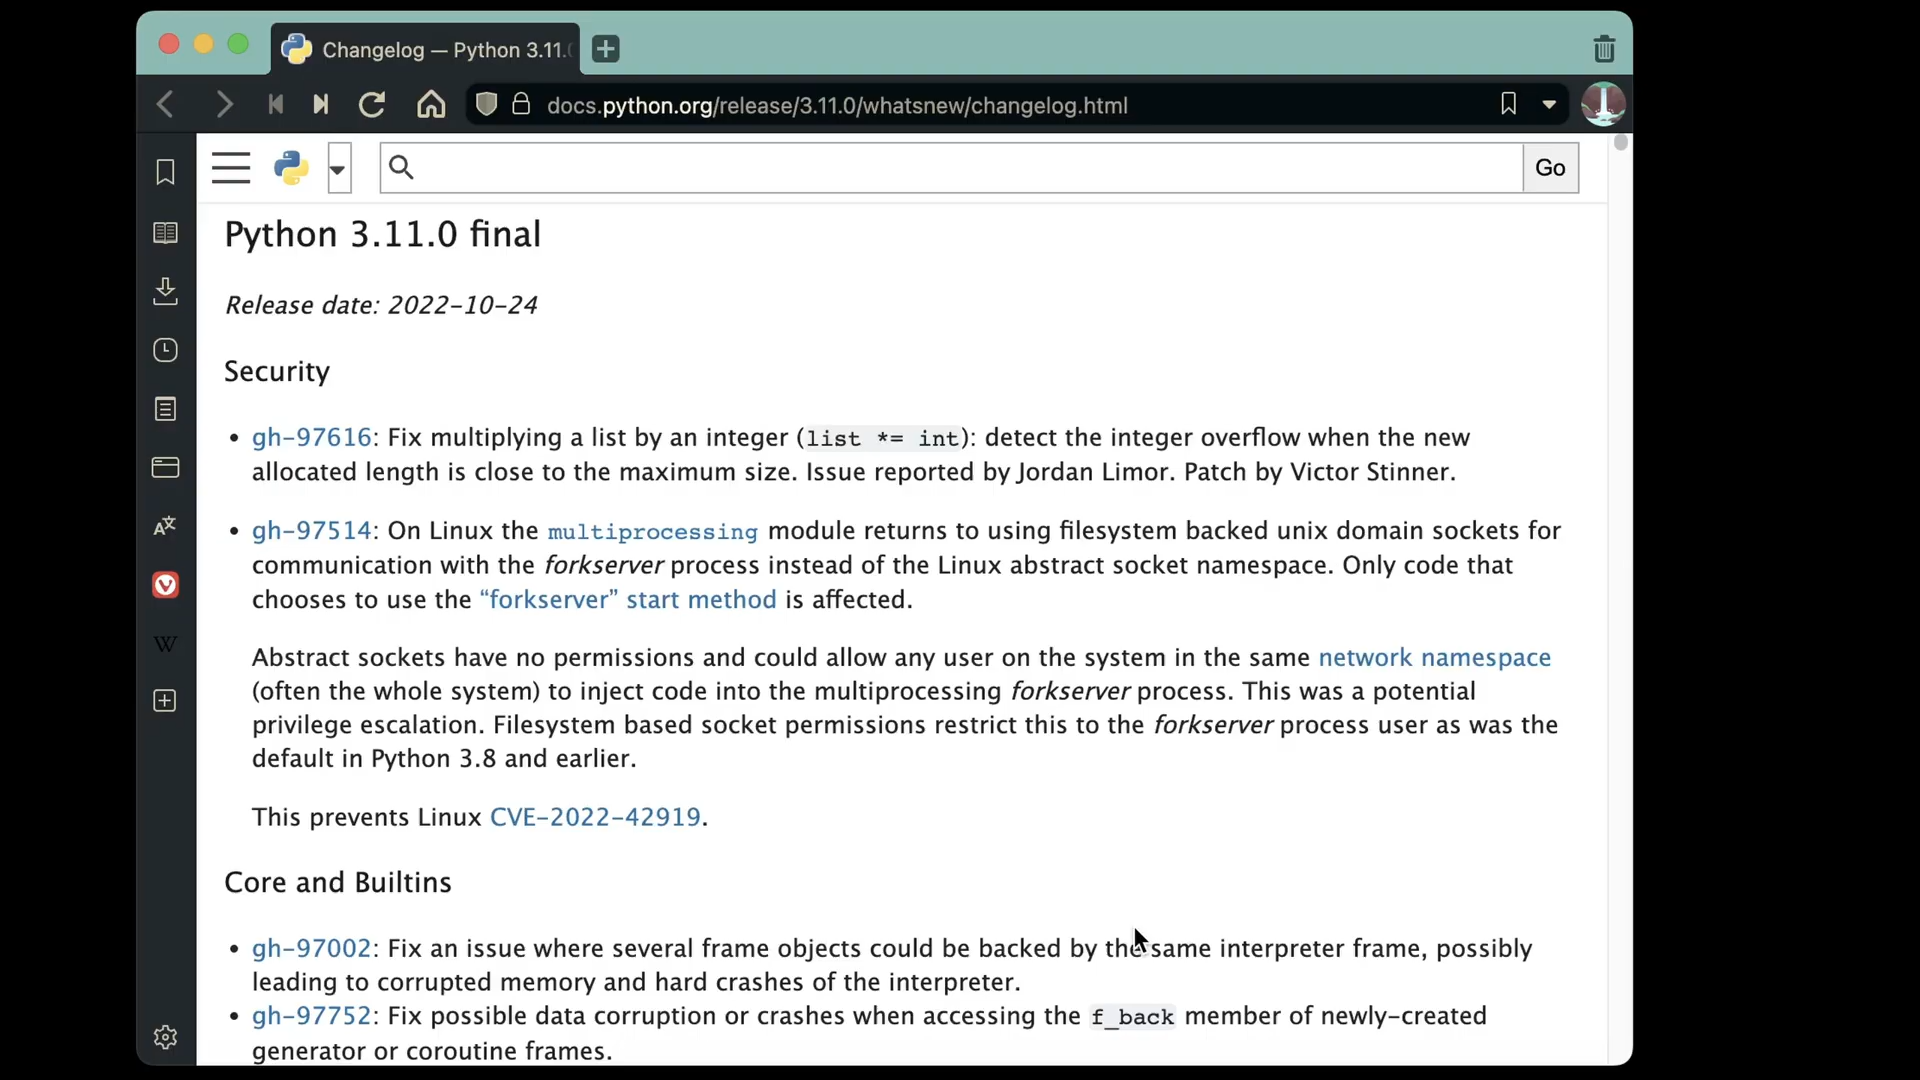 Changelog — Python 3.11.
docs.python.org/release/3.11.0/whatsnew/changelog.html
Go
Python 3.11.0 final
Release date: 2022-10-24
Security
• gh-97616: Fix multiplying a list by an integer (list *= int): detect the integer overflow when the new
allocated length is close to the maximum size. Issue reported by Jordan Limor. Patch by Victor Stinner.
• gh-97514: On Linux the multiprocessing module returns to using filesystem backed unix domain sockets for
communication with the forkserver process instead of the Linux abstract socket namespace. Only code that
chooses to use the “forkserver” start method is affected.
Abstract sockets have no permissions and could allow any user on the system in the same network namespace
(often the whole system) to inject code into the multiprocessing forkserver process. This was a potential
privilege escalation. Filesystem based socket permissions restrict this to the forkserver process user as was the
default in Python 3.8 and earlier.
This prevents Linux CVE-2022-42919.
Core and Builtins
• gh-97002: Fix an issue where several frame objects could be backed by the same interpreter frame, possibly
leading to corrupted memory and hard crashes of the interpreter.
• gh-97752: Fix possible data corruption or crashes when accessing the f_back member of newly-created
generator or coroutine frames.
W